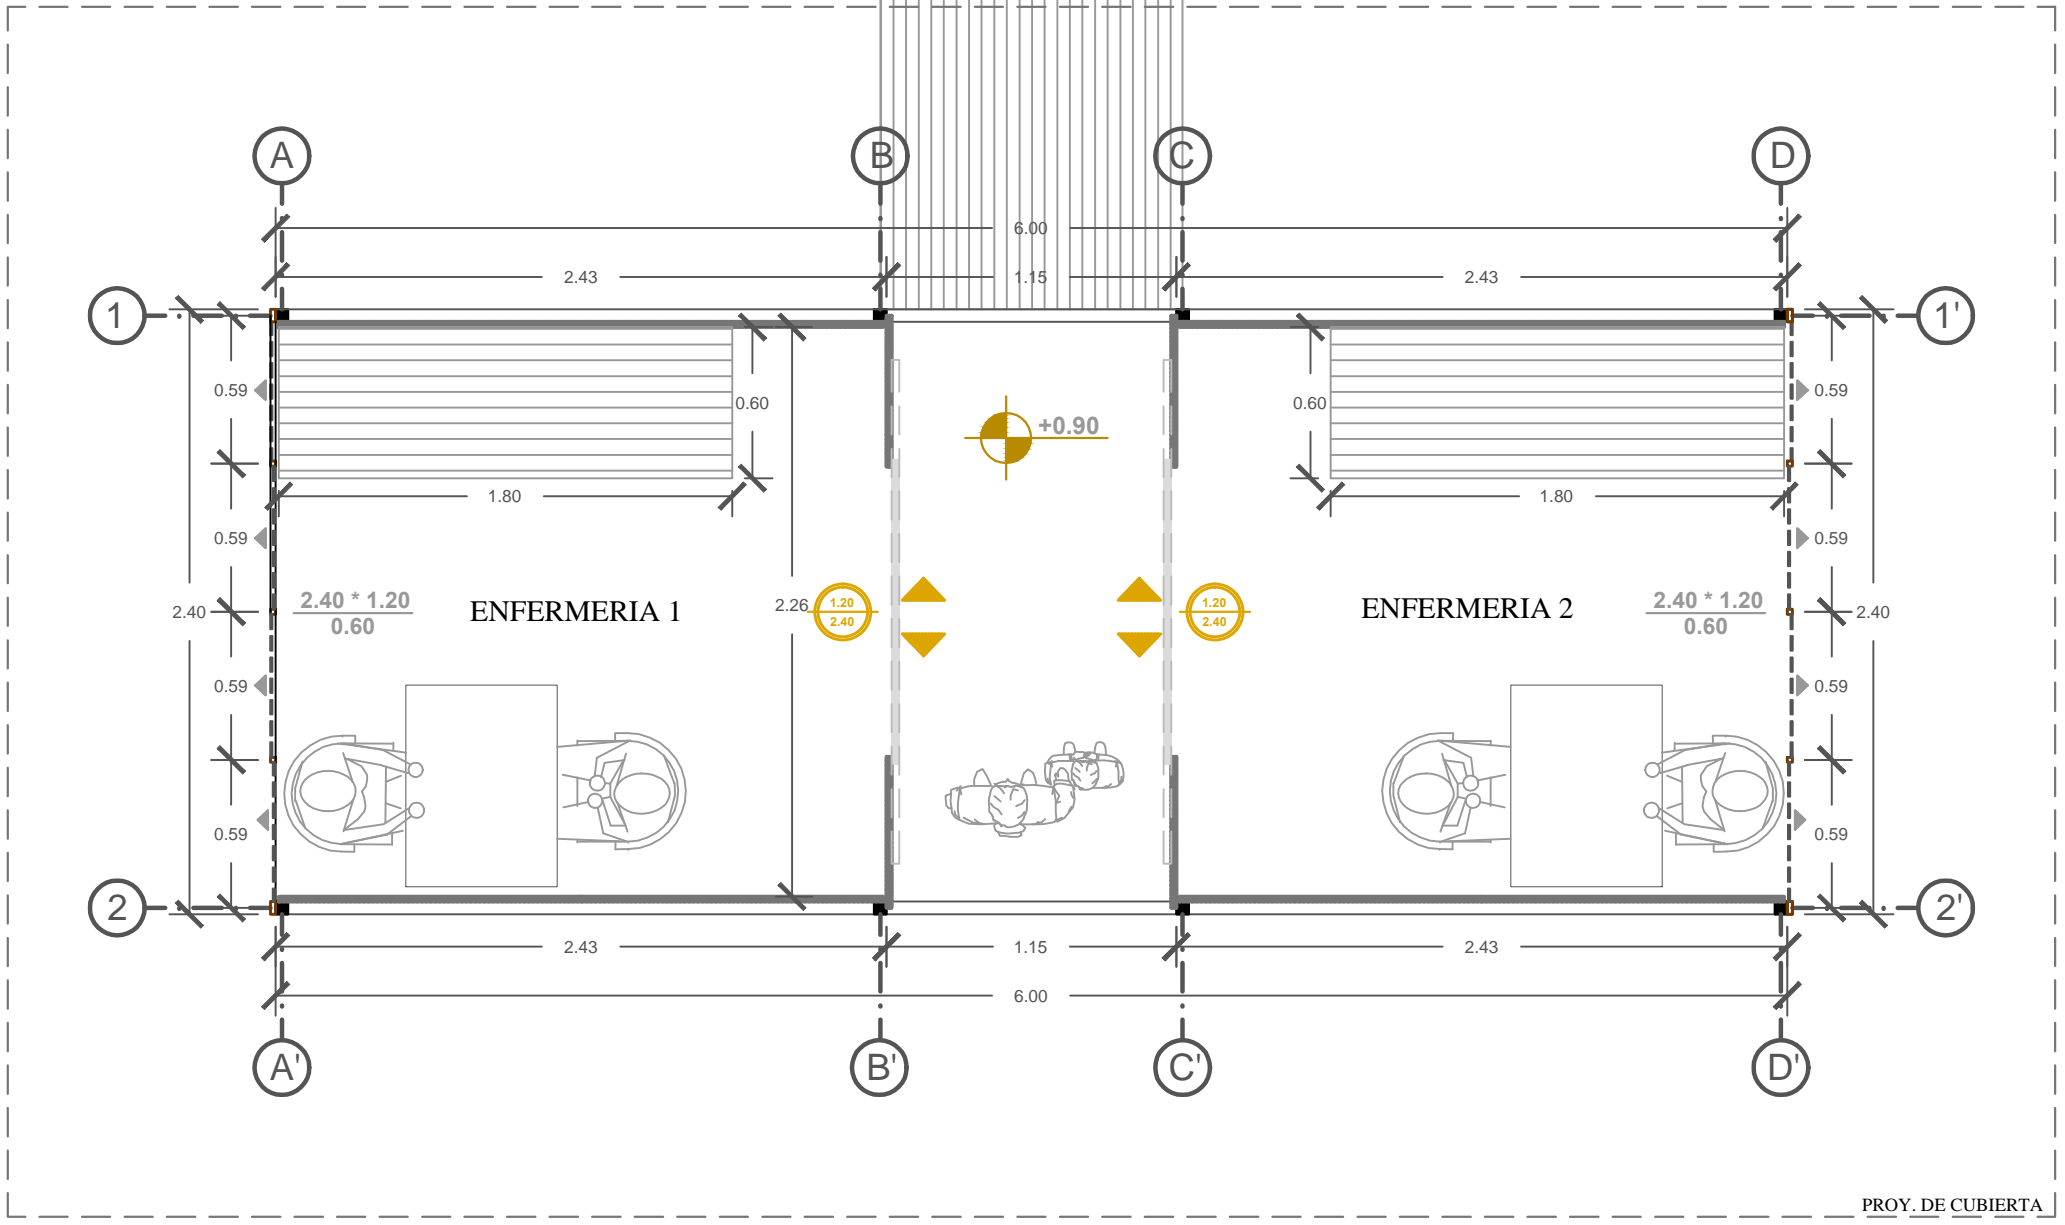 A B C D
6.00
2.43 1.15 2.43
1 1'
0.59 0.60 +0.90 0.60 0.59
1.80 1.80
0.59 0.59
2.40 2.40 * 1.20 ENFERMERIA 1 2.26 1.20 1.20 ENFERMERIA 2 2.40 * 1.20 2.40
0.60 2.40 2.40 0.60
0.59 0.59
0.59 0.59
2 2'
2.43 1.15 2.43
6.00
A' B' C' D'
PROY. DE CUBIERTA